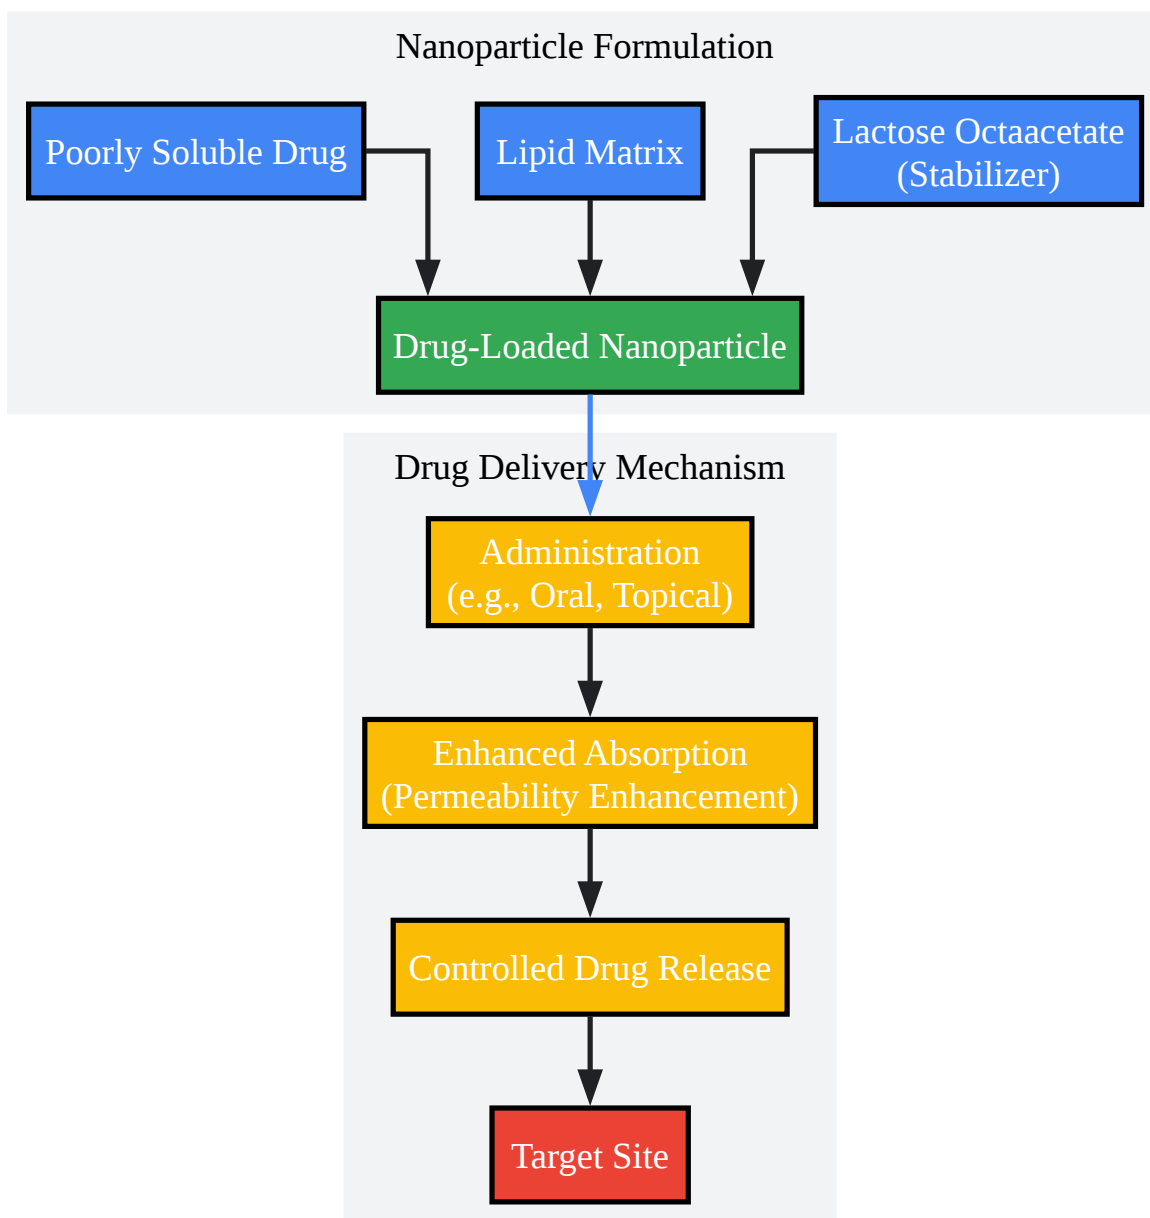 Nanoparticle Formulation
Poorly Soluble Drug
Lipid Matrix
Lactose Octaacetate
(Stabilizer)
Drug-Loaded Nanoparticle
Drug Delivery Mechanism
Administration
(e.g., Oral, Topical)
Enhanced Absorption
(Permeability Enhancement)
Controlled Drug Release
Target Site